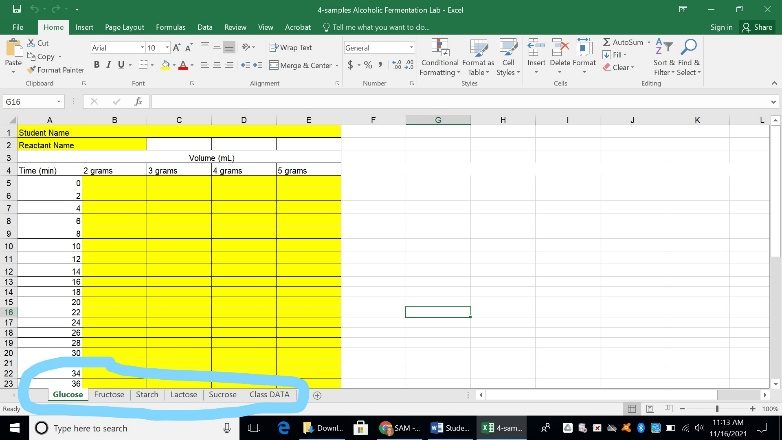 4-samples Alcoholic Fermentation Lab - Excel
File Home Insert Page Layout Formulas Data Review View Acrobat Tell me what you want to do... Sign in Share
Cut
Copy
Format Painter
Paste
Clipboard
Arial 10
B I U
Font
Wrap Text
Merge & Center
Alignment
General
$ % ,
Number
Conditional Formatting
Format as Table
Cell Styles
Styles
Insert Delete Format
Cells
AutoSum
Fill
Clear
Sort & Filter
Find & Select
Editing
G16
fx
A B C D E F G H I J K L
1 Student Name
2 Reactant Name
3 Volume (mL)
4 Time (min) 2 grams 3 grams 4 grams 5 grams
5 0
6 2
7 4
8 6
9 8
10 10
11 12
12 14
13 16
14 18
15 20
16 22
17 24
18 26
19 28
20 30
21
22 34
23 36
Glucose Fructose Starch Lactose Sucrose Class DATA
Ready
100%
Type here to search
Downl...
SAM -...
Stude...
4-sam...
11:13 AM
11/16/2021